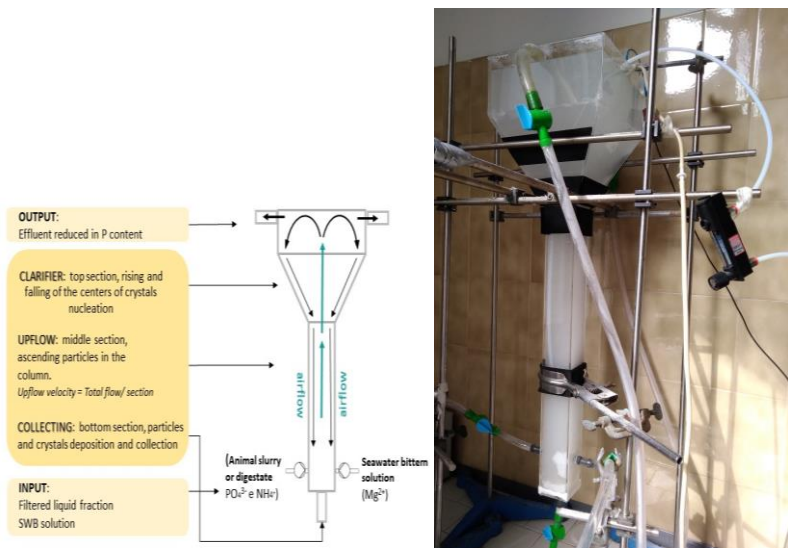 OUTPUT:
Effluent reduced in P content
CLARIFIER: top section, rising and
falling of the centers of crystals
nucleation
UPFLOW: middle section,
ascending particles in the
column.
Upflow velocity = Total flow/ section
COLLECTING: bottom section, particles
and crystals deposition and collection
INPUT:
Filtered liquid fraction
SWB solution
airflow
airflow
(Animal slurry
or digestate
PO₄³⁻ e NH₄⁺)
Seawater bittern
solution
(Mg²⁺)